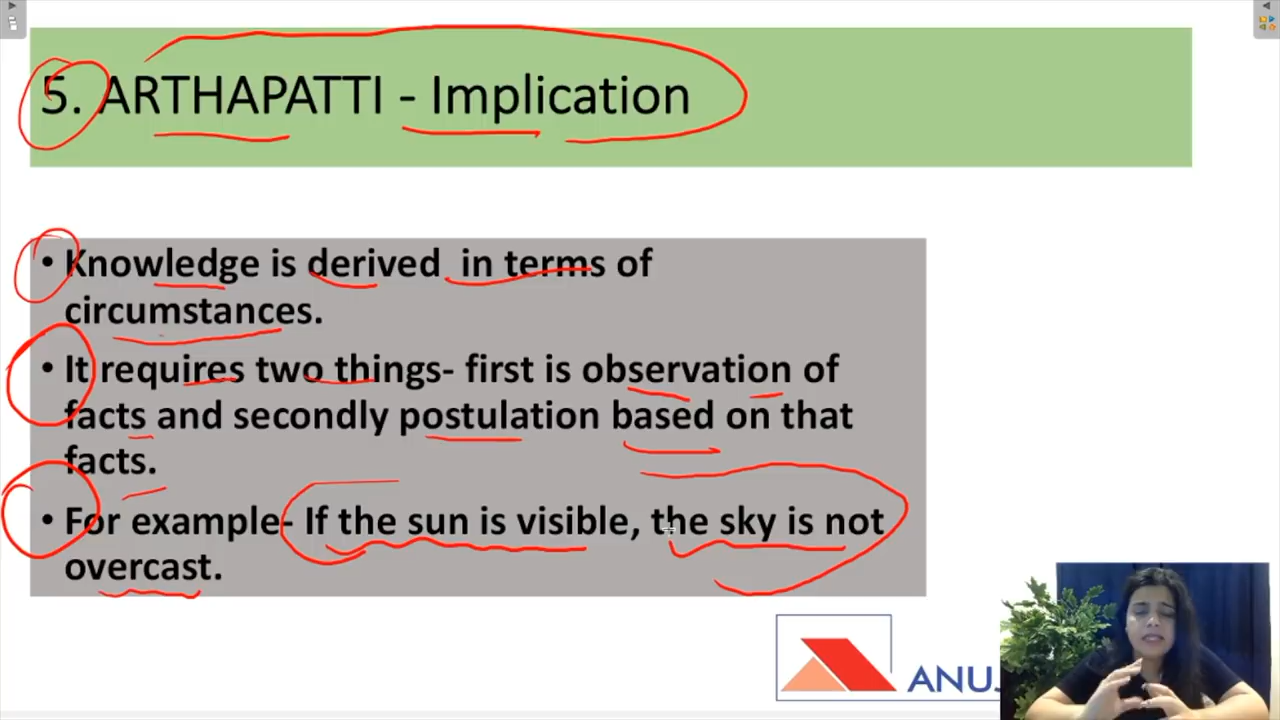 5. ARTHAPATTI - Implication
• Knowledge is derived in terms of
circumstances.
• It requires two things- first is observation of
facts and secondly postulation based on that
facts.
• For example- If the sun is visible, the sky is not
overcast.
ANUJ